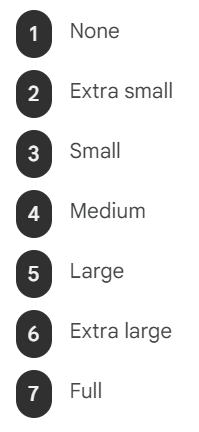 1 None
2 Extra small
3 Small
4 Medium
5 Large
6 Extra large
7 Full